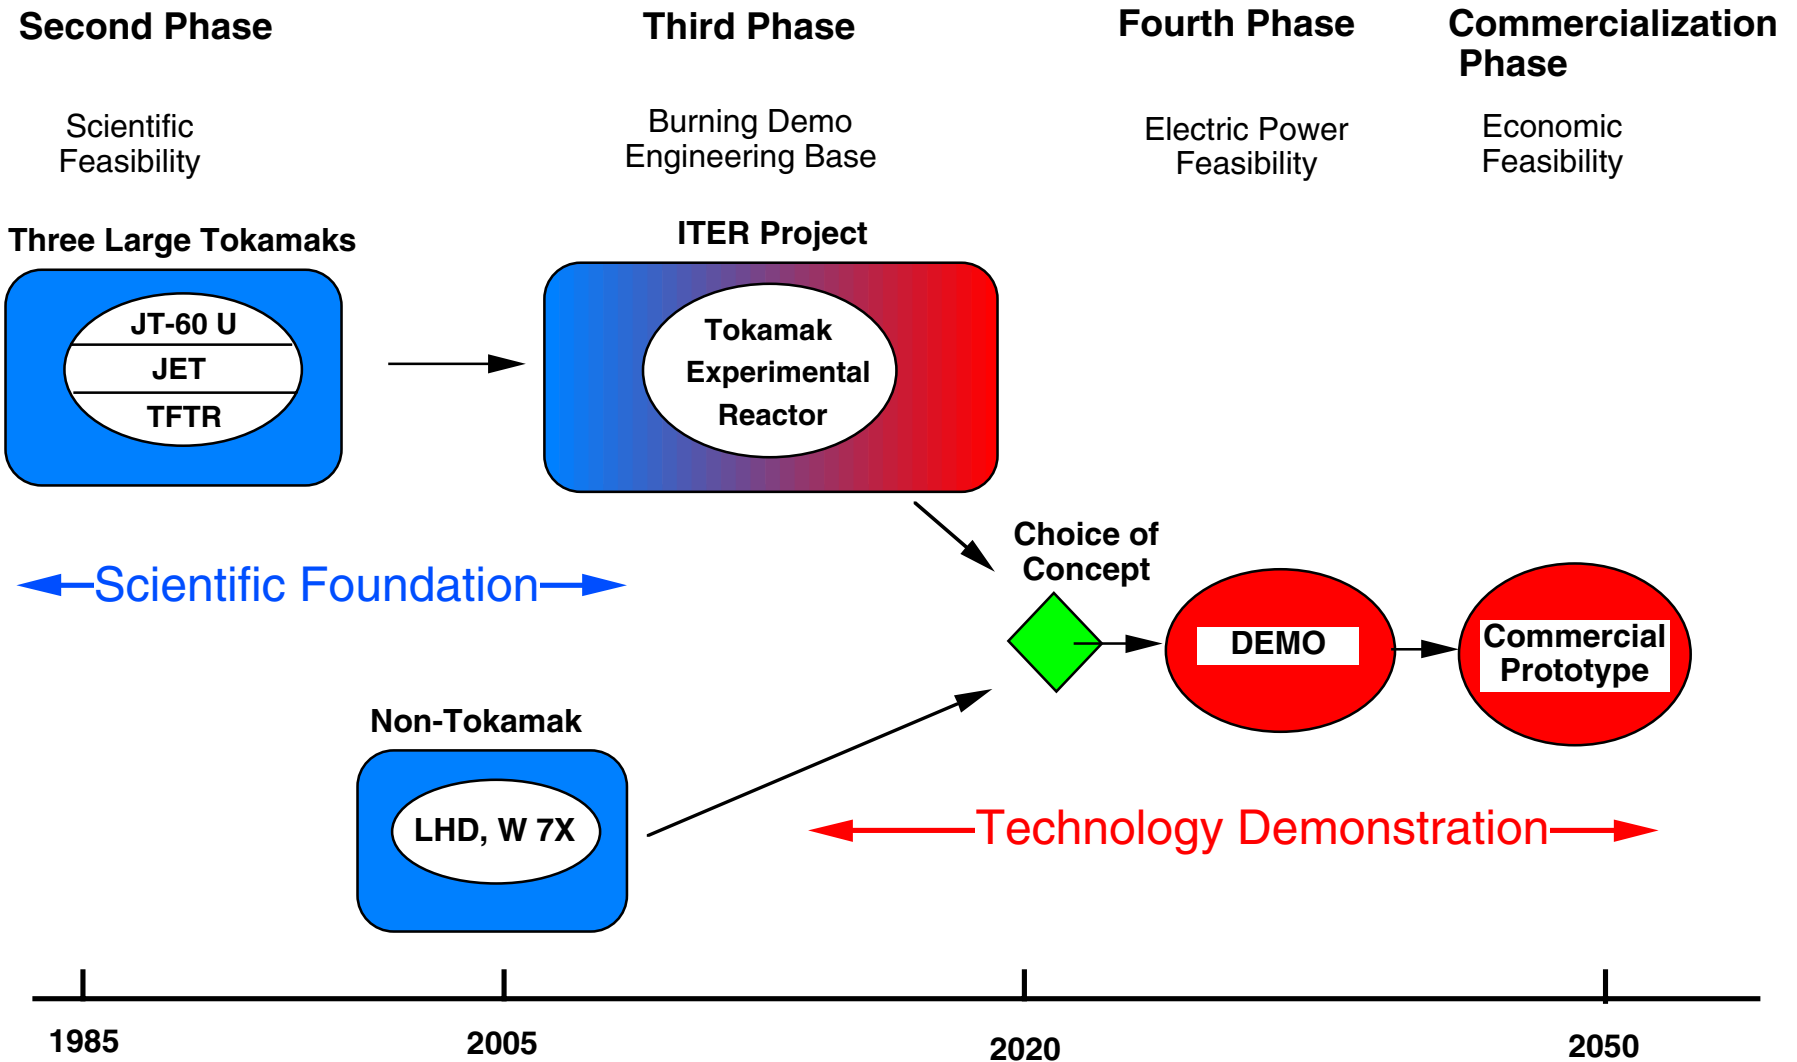 Second Phase
Third Phase
Fourth Phase
Commercialization
Phase
Scientific
Feasibility
Burning Demo
Engineering Base
Electric Power
Feasibility
Economic
Feasibility
Three Large Tokamaks
ITER Project
JT-60 U
JET
TFTR
Tokamak
Experimental
Reactor
Choice of
Concept
Scientific Foundation
DEMO
Commercial
Prototype
Non-Tokamak
LHD, W 7X
Technology Demonstration
1985
2005
2020
2050